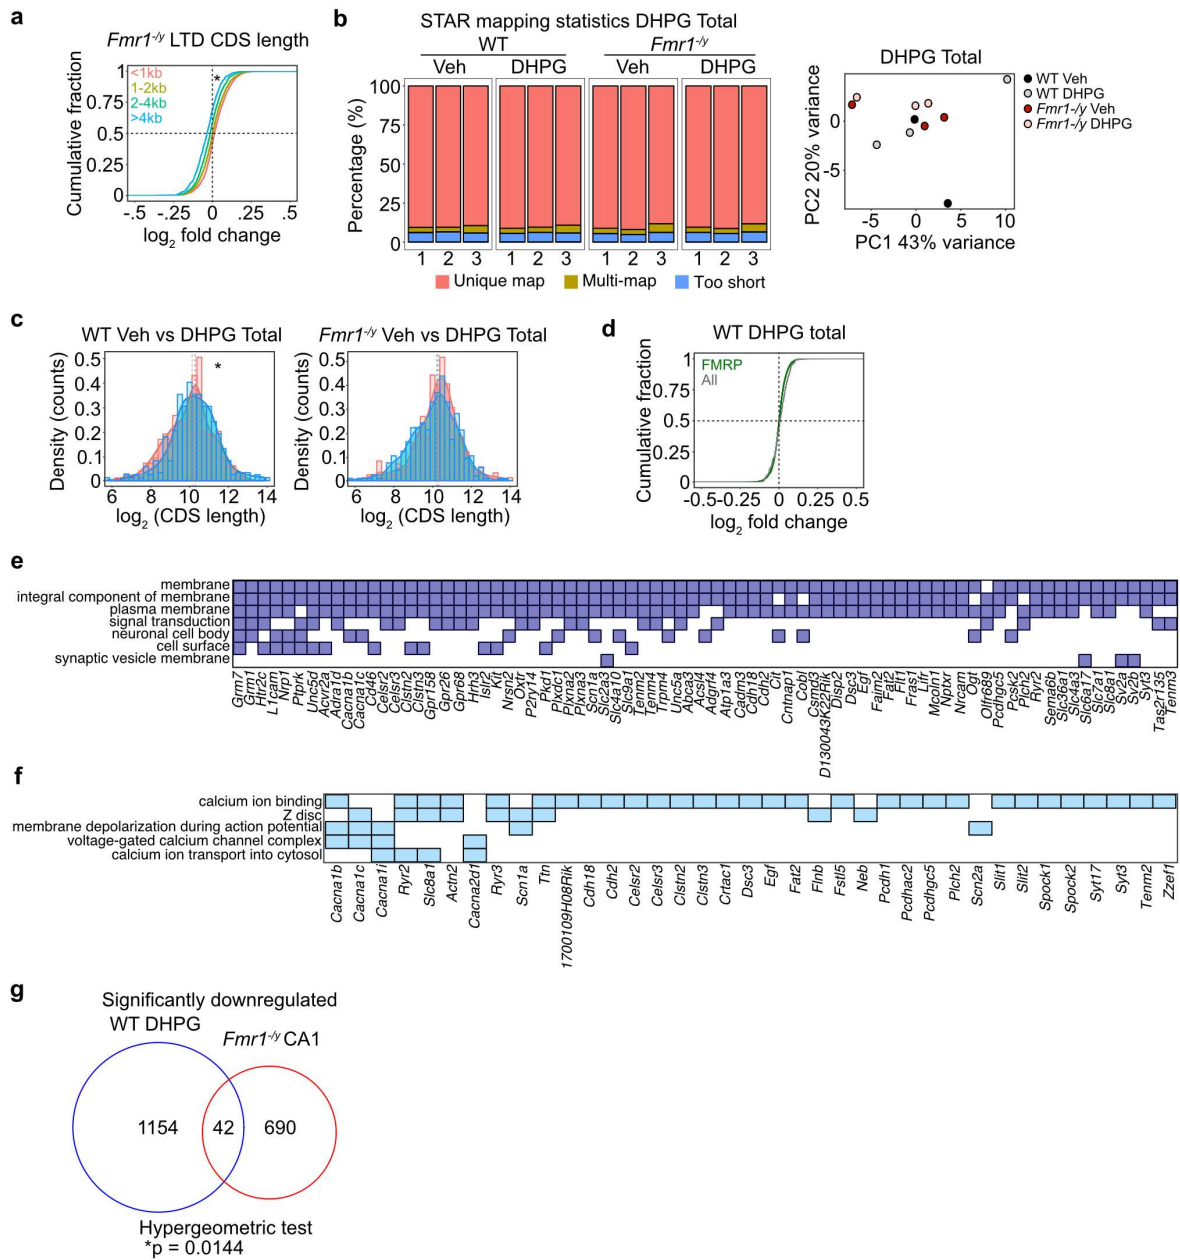 a
Fmr1-/y LTD CDS length
Cumulative fraction
1
0.75
0.5
0.25
0
<1kb
1-2kb
2-4kb
>4kb
*
-.5 -.25 0 .25 .5
log2 fold change
b
STAR mapping statistics DHPG Total
WT Fmr1-/y
Veh DHPG Veh DHPG
Percentage (%)
100
75
50
25
0
1 2 3 1 2 3 1 2 3 1 2 3
Unique map Multi-map Too short
DHPG Total
PC2 20% variance
0
-5
-5 0 5 10
PC1 43% variance
WT Veh
WT DHPG
Fmr1-/y Veh
Fmr1-/y DHPG
c
WT Veh vs DHPG Total
Density (counts)
0.5
0.4
0.3
0.2
0.1
0
*
6 8 10 12 14
log2 (CDS length)
Fmr1-/y Veh vs DHPG Total
Density (counts)
0.5
0.4
0.3
0.2
0.1
0
6 8 10 12 14
log2 (CDS length)
d
WT DHPG total
Cumulative fraction
1
0.75
0.5
0.25
0
FMRP
All
-0.5 -0.25 0 0.25 0.5
log2 fold change
e
membrane
integral component of membrane
plasma membrane
signal transduction
neuronal cell body
cell surface
synaptic vesicle membrane
Grm7
Grm1
Htr2c
L1cam
Nrp1
Ptprk
Unc5d
Acvr2a
Adra1d
Cacna1b
Cacna1c
Cd46
Celsr2
Celsr3
Clstn2
Clstn3
Gpr158
Gpr26
Gpr68
Hrh3
Islr2
Kit
Nrsn2
Oxtr
P2ry14
Pkd1
Plxdc1
Plxna2
Plxna3
Scn1a
Slc2a3
Slc4a10
Slc9a1
Tenm2
Tenm4
Trpm4
Unc5a
Abca3
Acsl4
Adgrf4
Atp1a3
Cadm3
Cdh18
Cdh2
Cit
Cntnap1
Cobl
Csmd3
D130043K22Rik
Disp2
Dsc3
Egf
Faim2
Fat2
Flt1
Fras1
Lifr
Mcoln1
Nptxr
Nrcam
Ogt
Olfr689
Pcdhgc5
Pcsk2
Plch2
Ryr2
Sema6b
Slc36a1
Slc4a3
Slc6a17
Slc7a1
Slc8a1
Sv2a
Sv2b
Syt3
Tas2r135
Tenm3
f
calcium ion binding
Z disc
membrane depolarization during action potential
voltage-gated calcium channel complex
calcium ion transport into cytosol
Cacna1b
Cacna1c
Cacna1i
Ryr2
Slc8a1
Actn2
Cacna2d1
Ryr3
Scn1a
Ttn
1700109H08Rik
Cdh18
Cdh2
Celsr2
Celsr3
Clstn2
Clstn3
Crtac1
Dsc3
Egf
Fat2
Flnb
Fstl5
Neb
Pcdh1
Pcdhac2
Pcdhgc5
Plch2
Scn2a
Slit1
Slit2
Spock1
Spock2
Syt17
Syt3
Tenm2
Zzef1
g
Significantly downregulated
WT DHPG
Fmr1-/y CA1
1154 42 690
Hypergeometric test
*p = 0.0144